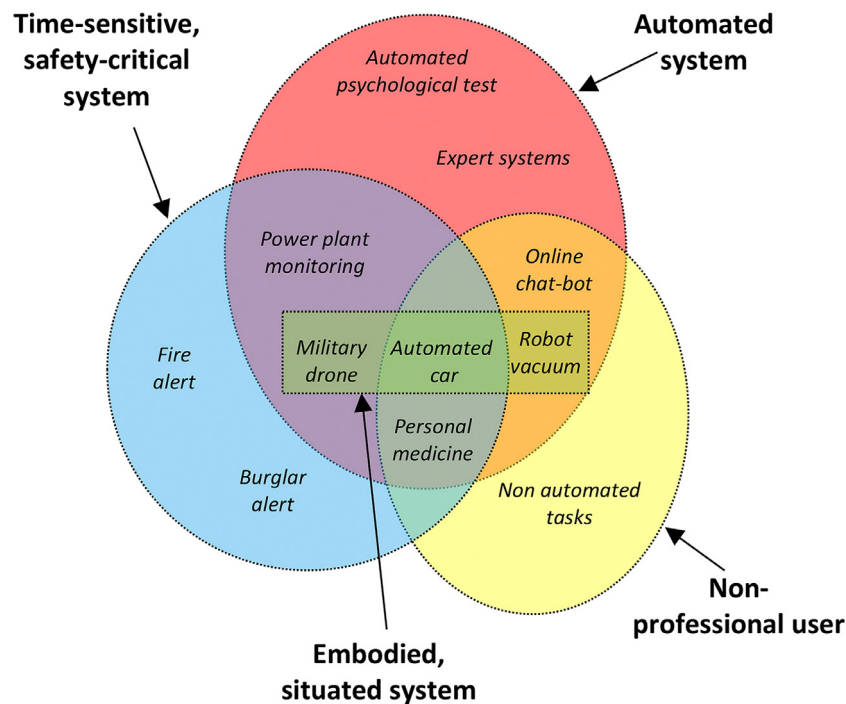 Time-sensitive,
safety-critical
system
Automated
system
Automated
psychological test
Expert systems
Power plant
monitoring
Online
chat-bot
Fire
alert
Military
drone
Automated
car
Robot
vacuum
Personal
medicine
Burglar
alert
Non automated
tasks
Non-
professional user
Embodied,
situated system